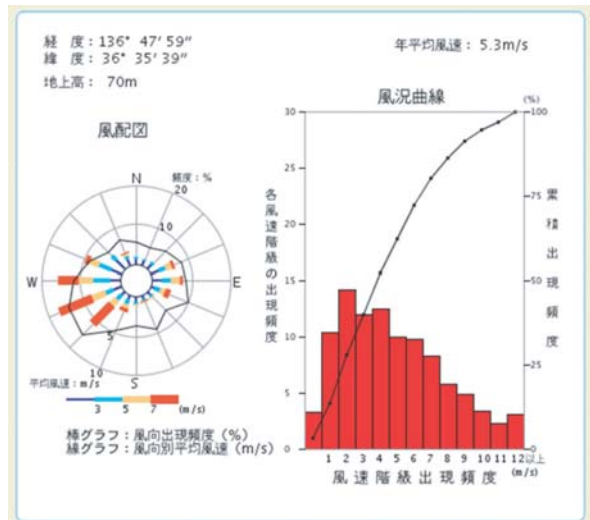 経 度：136° 47′ 59″
緯 度：36° 35′ 39″
地上高： 70m
年平均風速： 5.3m/s
風配図
N
頻度：%
20
10
W
E
5
10
S
平均風速：m/s
3 5 7 (m/s)
棒グラフ：風向出現頻度（%）
線グラフ：風向別平均風速（m/s）
風況曲線
(%)
30
25
20
15
10
5
0
各風速階級の出現頻度
100
75
50
25
0
累積出現頻度
1 2 3 4 5 6 7 8 9 10 11 12以上
(m/s)
風速階級出現頻度